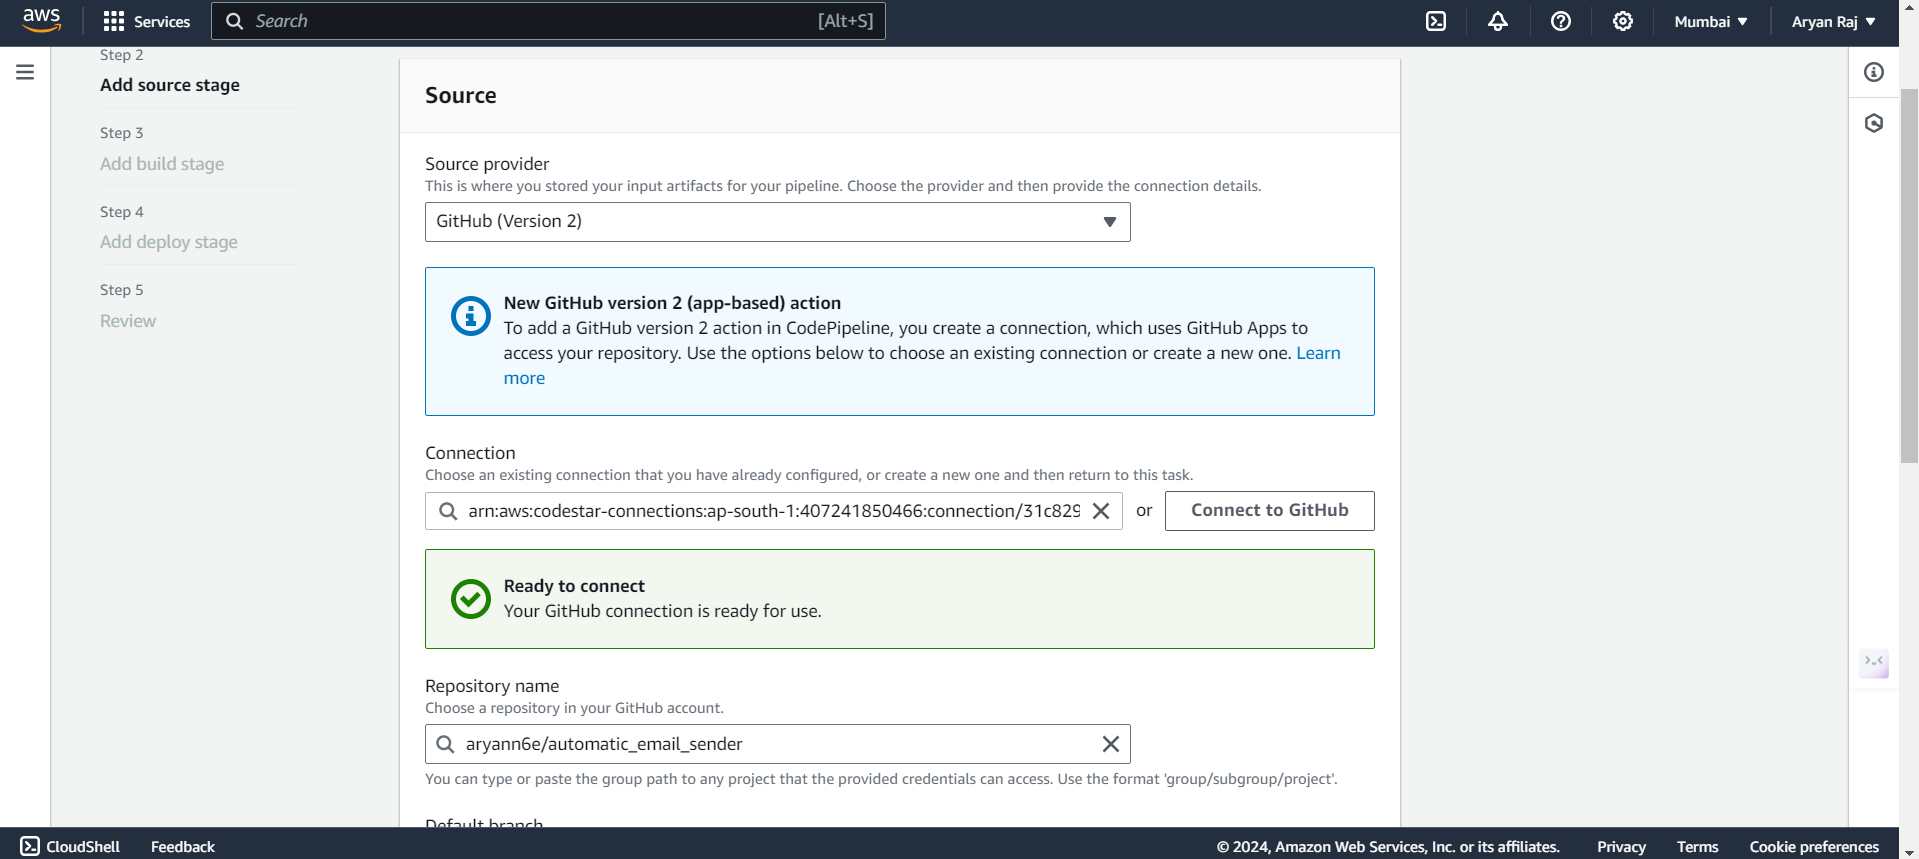 aws
Services
Search
[Alt+S]
Mumbai
Aryan Raj
Step 2
Add source stage
Step 3
Add build stage
Step 4
Add deploy stage
Step 5
Review
Source
Source provider
This is where you stored your input artifacts for your pipeline. Choose the provider and then provide the connection details.
GitHub (Version 2)
New GitHub version 2 (app-based) action
To add a GitHub version 2 action in CodePipeline, you create a connection, which uses GitHub Apps to
access your repository. Use the options below to choose an existing connection or create a new one. Learn
more
Connection
Choose an existing connection that you have already configured, or create a new one and then return to this task.
arn:aws:codestar-connections:ap-south-1:407241850466:connection/31c829
or
Connect to GitHub
Ready to connect
Your GitHub connection is ready for use.
Repository name
Choose a repository in your GitHub account.
aryann6e/automatic_email_sender
You can type or paste the group path to any project that the provided credentials can access. Use the format 'group/subgroup/project'.
Default branch
CloudShell
Feedback
© 2024, Amazon Web Services, Inc. or its affiliates.
Privacy
Terms
Cookie preferences